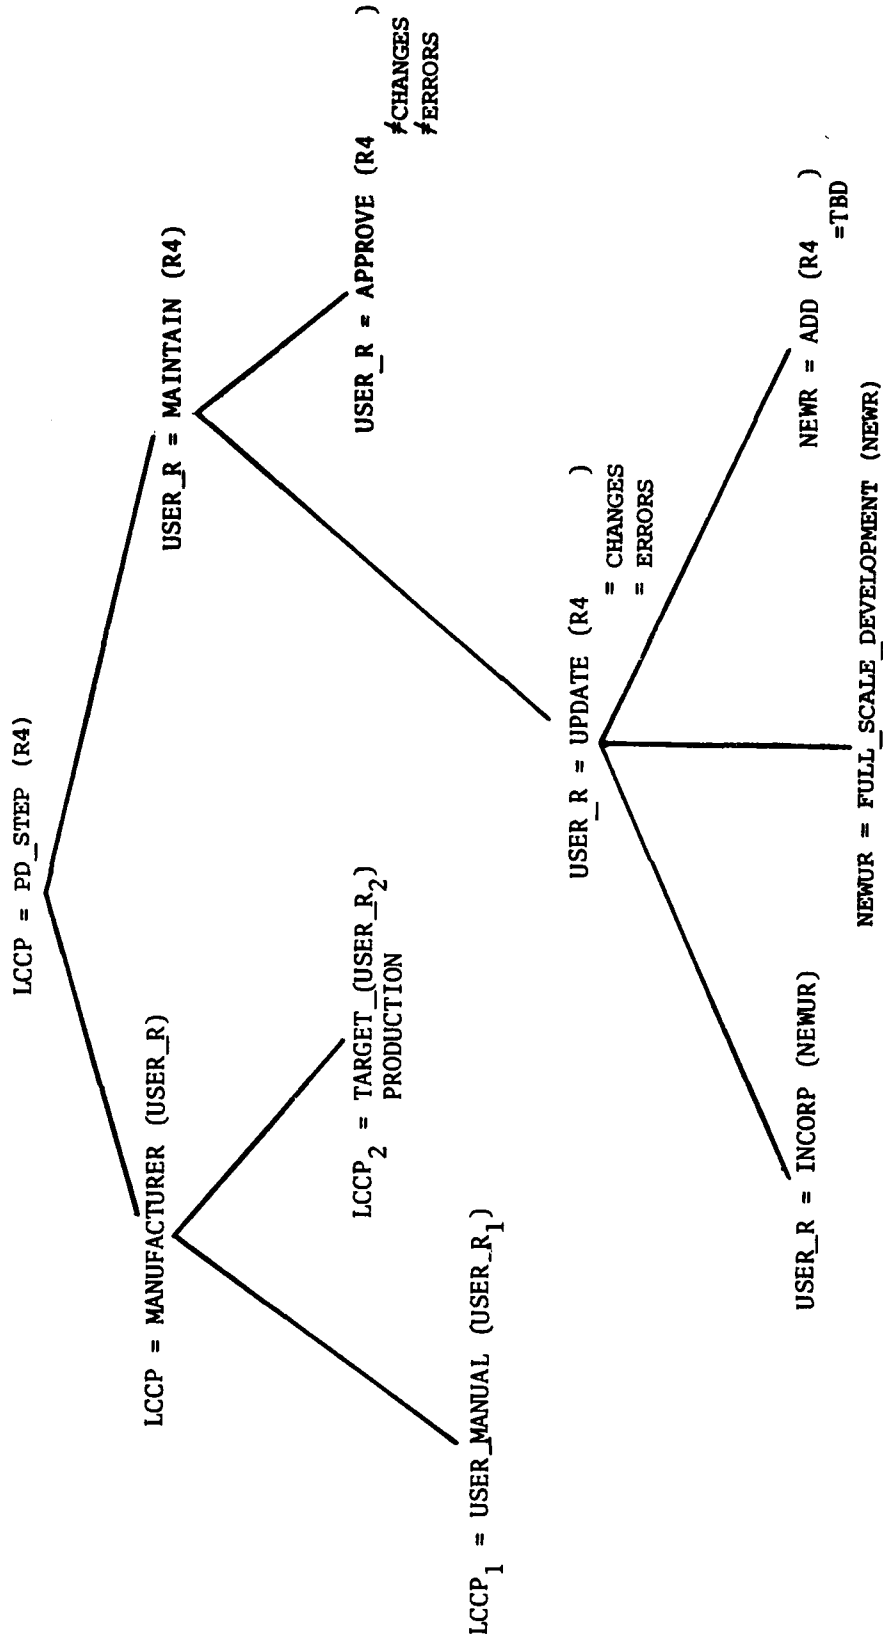 LCCP = PD_STEP (R4)
LCCP = MANUFACTURER (USER_R)
USER_R = MAINTAIN (R4)
LCCP2 = TARGET_(USER_R2)
PRODUCTION
USER_R = APPROVE (R4 )
≠CHANGES
≠ERRORS
LCCP1 = USER_MANUAL (USER_R1)
USER_R = UPDATE (R4 )
= CHANGES
= ERRORS
USER_R = INCORP (NEWUR)
NEWR = ADD (R4 )
=TBD
NEWUR = FULL_SCALE_DEVELOPMENT (NEWR)